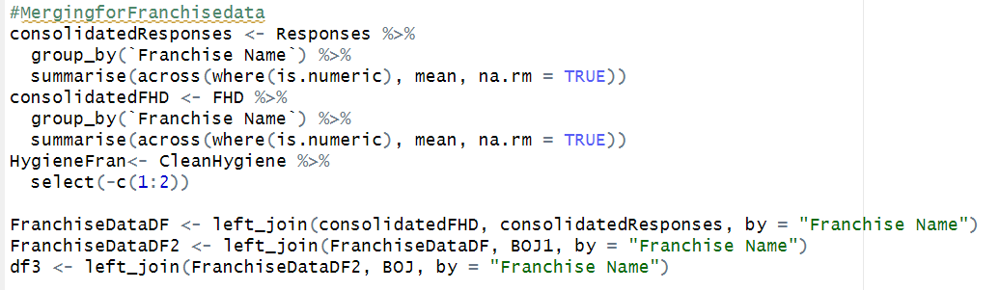 #MergingforFranchisedata
consolidatedResponses <- Responses %>%
  group_by(`Franchise Name`) %>%
  summarise(across(where(is.numeric), mean, na.rm = TRUE))
consolidatedFHD <- FHD %>%
  group_by(`Franchise Name`) %>%
  summarise(across(where(is.numeric), mean, na.rm = TRUE))
HygieneFran<- CleanHygiene %>%
  select(-c(1:2))

FranchiseDataDF <- left_join(consolidatedFHD, consolidatedResponses, by = "Franchise Name")
FranchiseDataDF2 <- left_join(FranchiseDataDF, BOJ1, by = "Franchise Name")
df3 <- left_join(FranchiseDataDF2, BOJ, by = "Franchise Name")